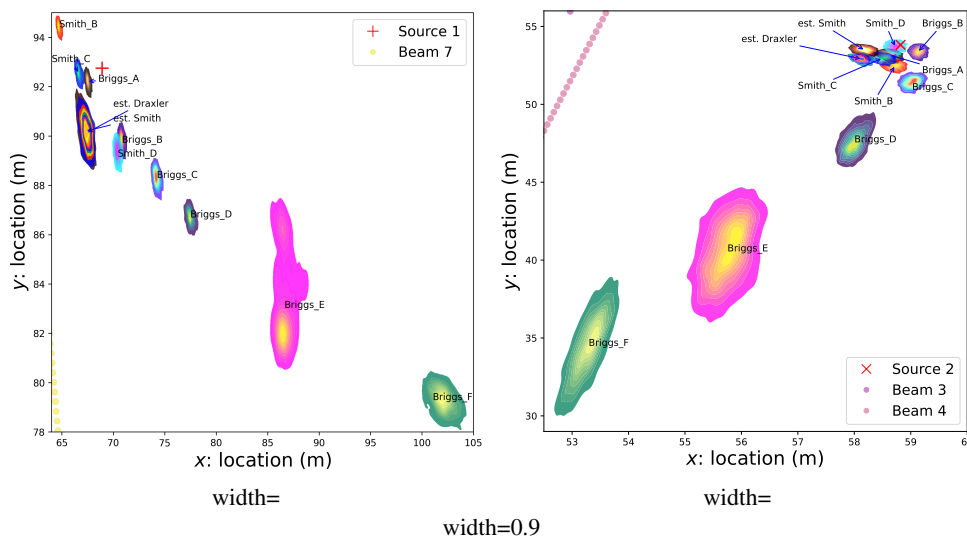 Smith_B
Source 1
Beam 7
Smith_C
Briggs_A
est. Draxler
est. Smith
Briggs_B
Smith_D
Briggs_C
Briggs_D
Briggs_E
Briggs_F
94
92
90
88
86
84
82
80
78
65 70 75 80 85 90 95 100 105
y: location (m)
x: location (m)
est. Smith
Smith_D
Briggs_B
est. Draxler
Briggs_A
Smith_C
Briggs_C
Smith_B
Briggs_D
Briggs_E
Briggs_F
Source 2
Beam 3
Beam 4
55
50
45
40
35
30
53 54 55 56 57 58 59 6
y: location (m)
x: location (m)
width=
width=
width=0.9